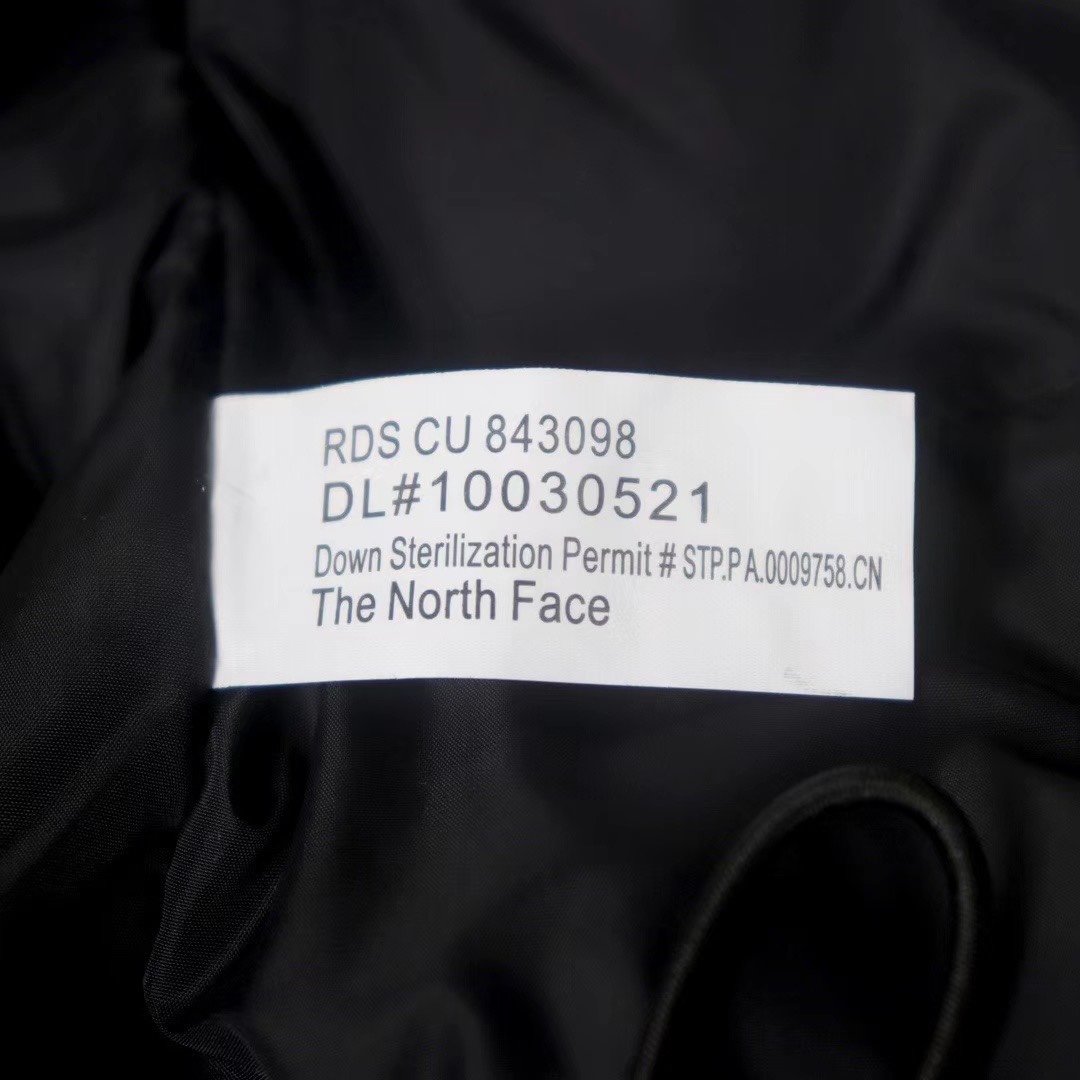 RDS CU 843098
DL#10030521
Down Sterilization Permit # STP.PA.0009758.CN
The North Face